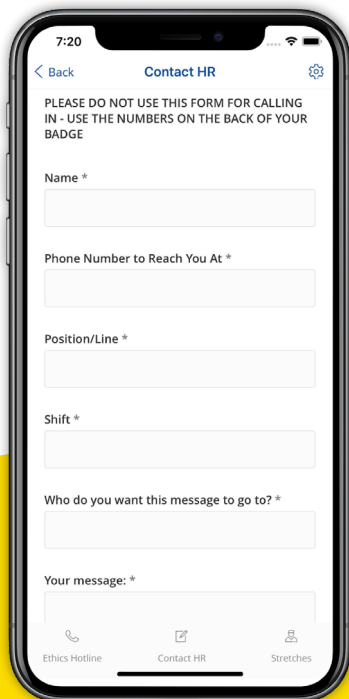 7:20
Back
Contact HR
PLEASE DO NOT USE THIS FORM FOR CALLING
IN - USE THE NUMBERS ON THE BACK OF YOUR
BADGE
Name *
Phone Number to Reach You At *
Position/Line *
Shift *
Who do you want this message to go to? *
Your message: *
Ethics Hotline
Contact HR
Stretches